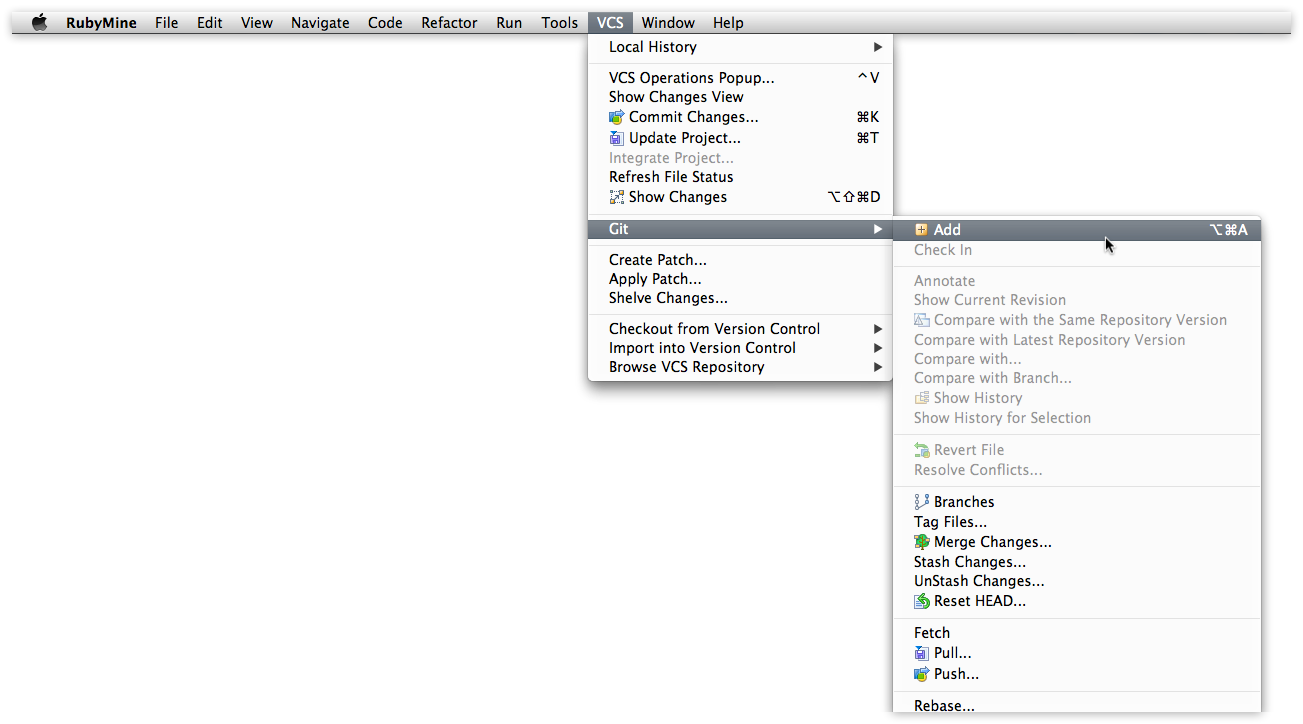 RubyMine File Edit View Navigate Code Refactor Run Tools VCS Window Help
Local History
VCS Operations Popup... ^V
Show Changes View
Commit Changes... ⌘K
Update Project... ⌘T
Integrate Project...
Refresh File Status
Show Changes ⌥⇧⌘D
Git
Create Patch...
Apply Patch...
Shelve Changes...
Checkout from Version Control
Import into Version Control
Browse VCS Repository
Add ⌥⌘A
Check In
Annotate
Show Current Revision
Compare with the Same Repository Version
Compare with Latest Repository Version
Compare with...
Compare with Branch...
Show History
Show History for Selection
Revert File
Resolve Conflicts...
Branches
Tag Files...
Merge Changes...
Stash Changes...
UnStash Changes...
Reset HEAD...
Fetch
Pull...
Push...
Rebase...